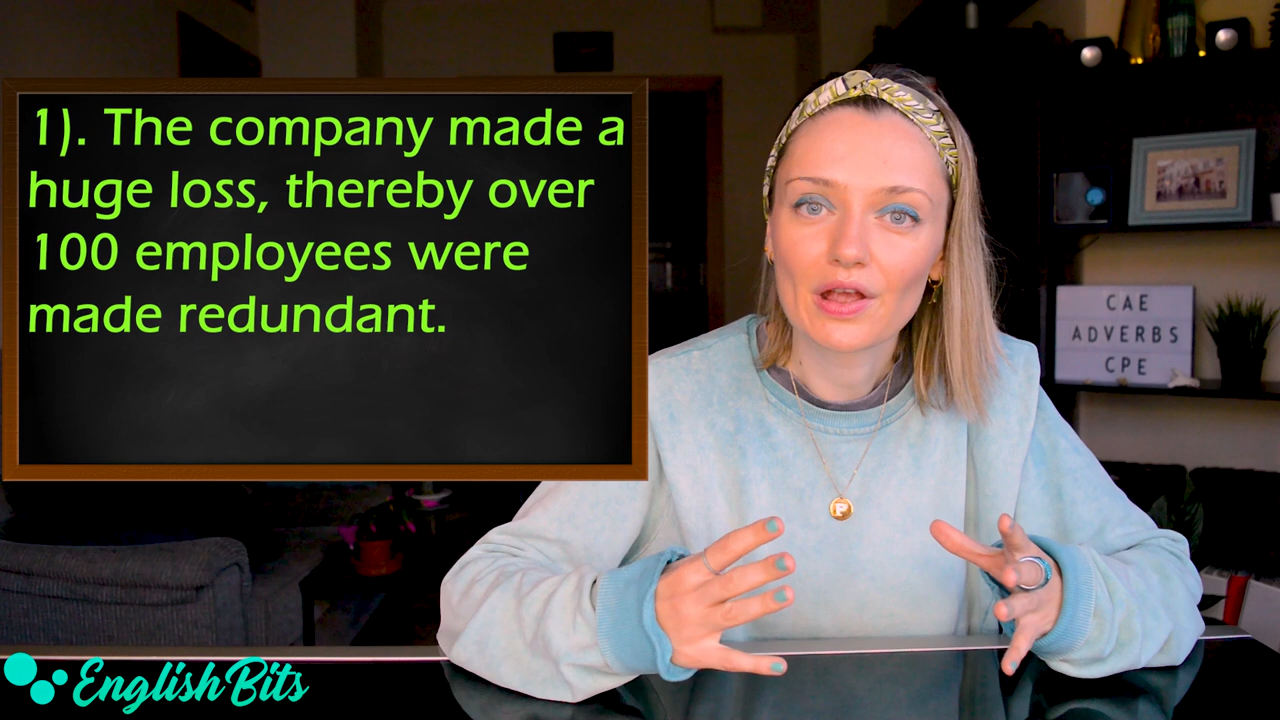 1). The company made a
huge loss, thereby over
100 employees were
made redundant.
CAE
ADVERBS
CPE
P
EnglishBits